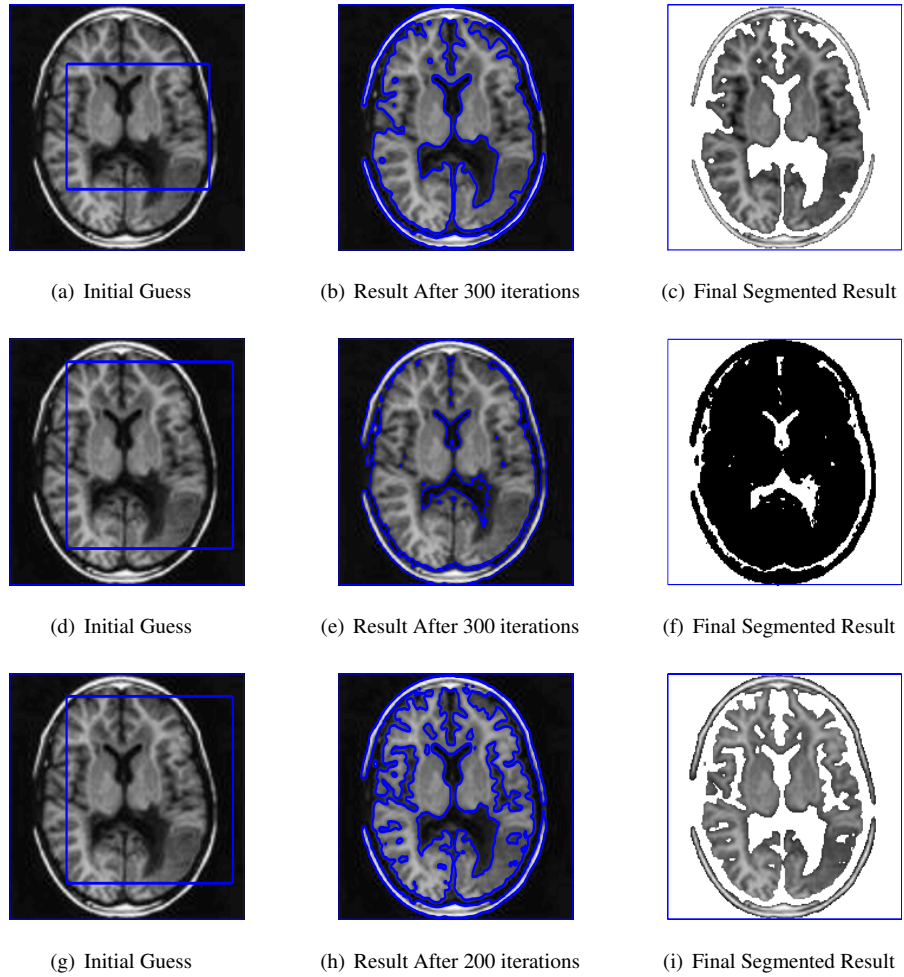 (a) Initial Guess
(b) Result After 300 iterations
(c) Final Segmented Result
(d) Initial Guess
(e) Result After 300 iterations
(f) Final Segmented Result
(g) Initial Guess
(h) Result After 200 iterations
(i) Final Segmented Result